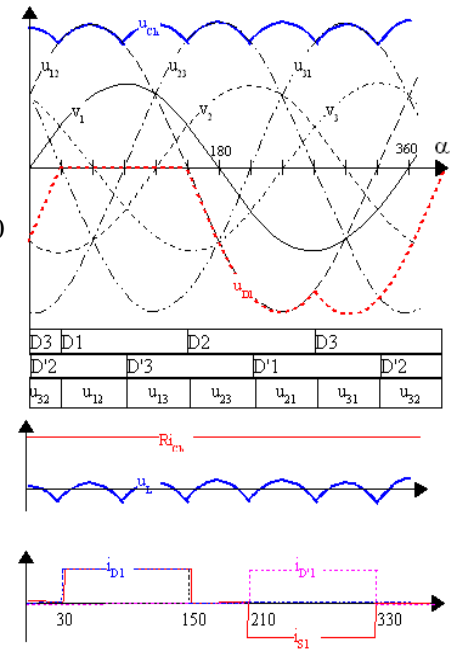 u_Ch
u_12 u_23 u_31
v_1 v_2 v_3
180 360 α
)
u_D1
D3 D1 D2 D3
D'2 D'3 D'1 D'2
u_32 u_12 u_13 u_23 u_21 u_31 u_32
Ri_Ch
u_L
i_D1 i_D'1
30 150 210 330
i_S1